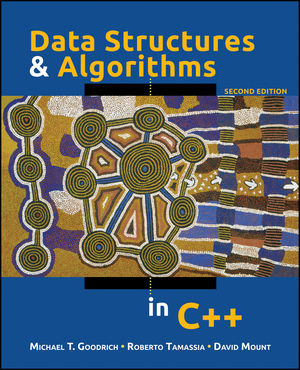 Data Structures
& Algorithms
SECOND EDITION
in C++
MICHAEL T. GOODRICH • ROBERTO TAMASSIA • DAVID MOUNT